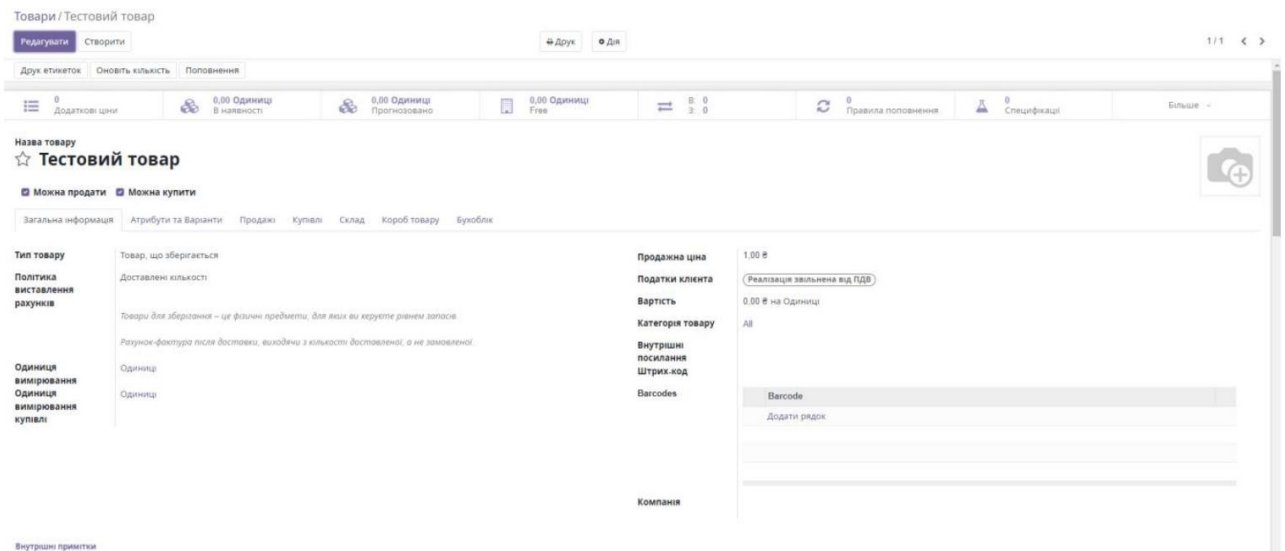 Товари / Тестовий товар
Редагувати Створити Друк Дія 1 / 1
Друк етикеток Оновіть кількість Поповнення
0 Додаткові ціни
0,00 Одиниці В наявності
0,00 Одиниці Прогнозовано
0,00 Одиниці Free
В: 0
З: 0
0 Правила поповнення
0 Специфікації
Більше
Назва товару
Тестовий товар
Можна продати Можна купити
Загальна інформація Атрибути та Варіанти Продажі Купівлі Склад Короб товару Бухоблік
Тип товару Товар, що зберігається
Політика виставлення рахунків Доставлені кількості
Товари для зберігання – це фізичні предмети, для яких ви керуєте рівнем запасів.
Рахунок-фактура після доставки, виходячи з кількості доставленої, а не замовленої.
Одиниця вимірювання Одиниці
Одиниця вимірювання купівлі Одиниці
Продажна ціна 1,00 ₴
Податки клієнта Реалізація звільнена від ПДВ
Вартість 0,00 ₴ на Одиниці
Категорія товару All
Внутрішні посилання
Штрих-код
Barcodes Barcode
Додати рядок
Компанія
Внутрішні примітки